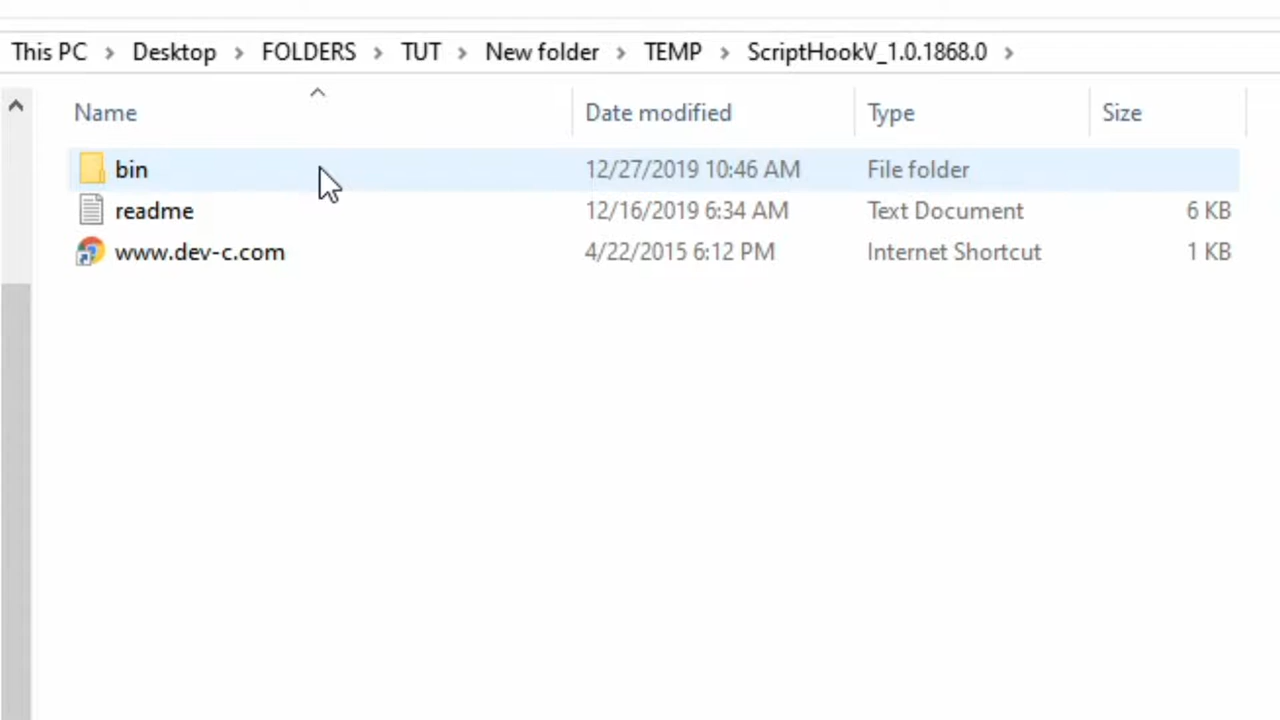 This PC > Desktop > FOLDERS > TUT > New folder > TEMP > ScriptHookV_1.0.1868.0 >
Name Date modified Type Size
bin 12/27/2019 10:46 AM File folder
readme 12/16/2019 6:34 AM Text Document 6 KB
www.dev-c.com 4/22/2015 6:12 PM Internet Shortcut 1 KB